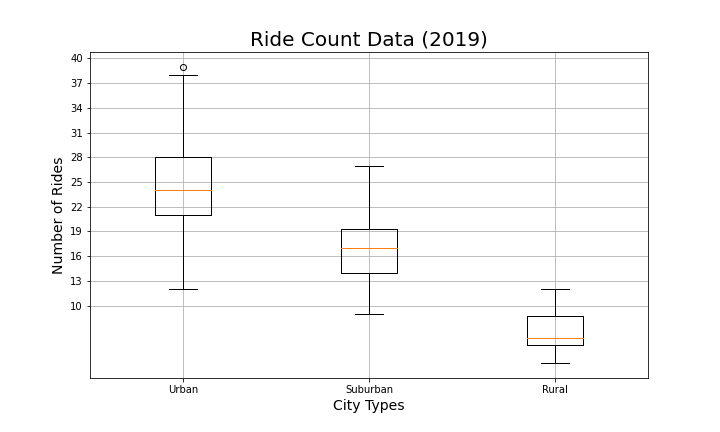 Ride Count Data (2019)
Number of Rides
40
37
34
31
28
25
22
19
16
13
10
Urban
Suburban
Rural
City Types